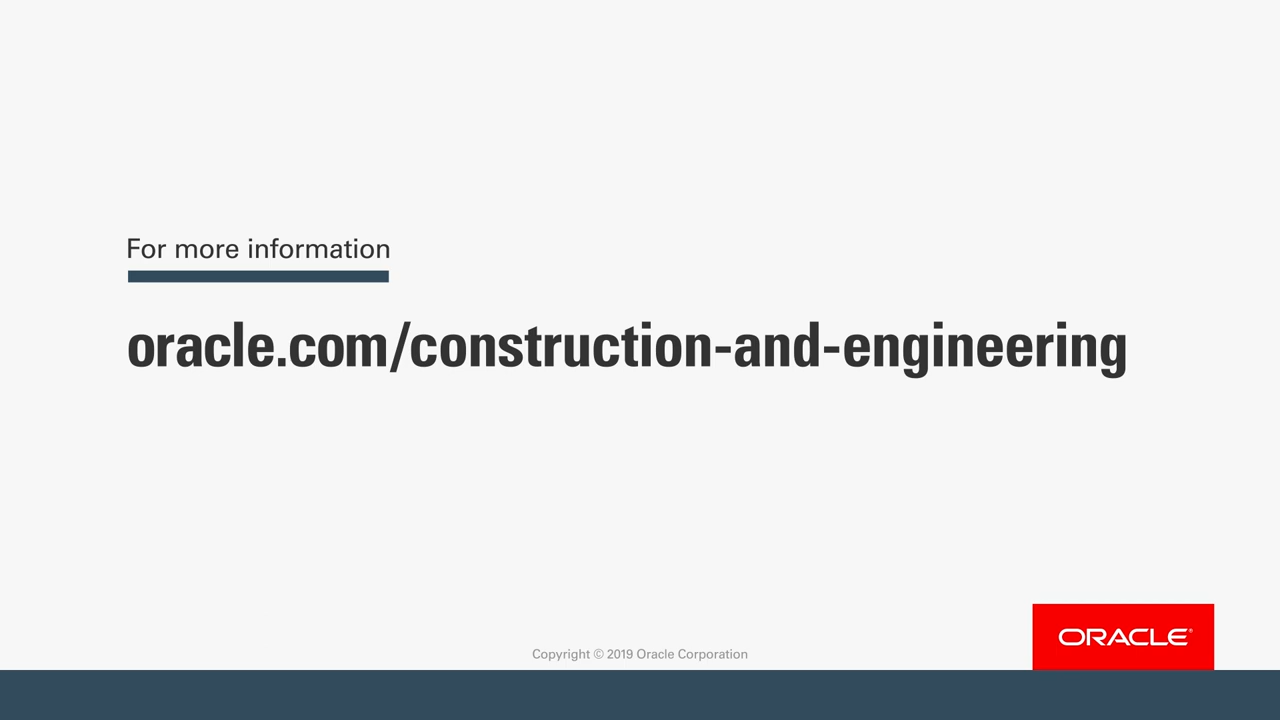 For more information
oracle.com/construction-and-engineering
Copyright © 2019 Oracle Corporation
ORACLE®